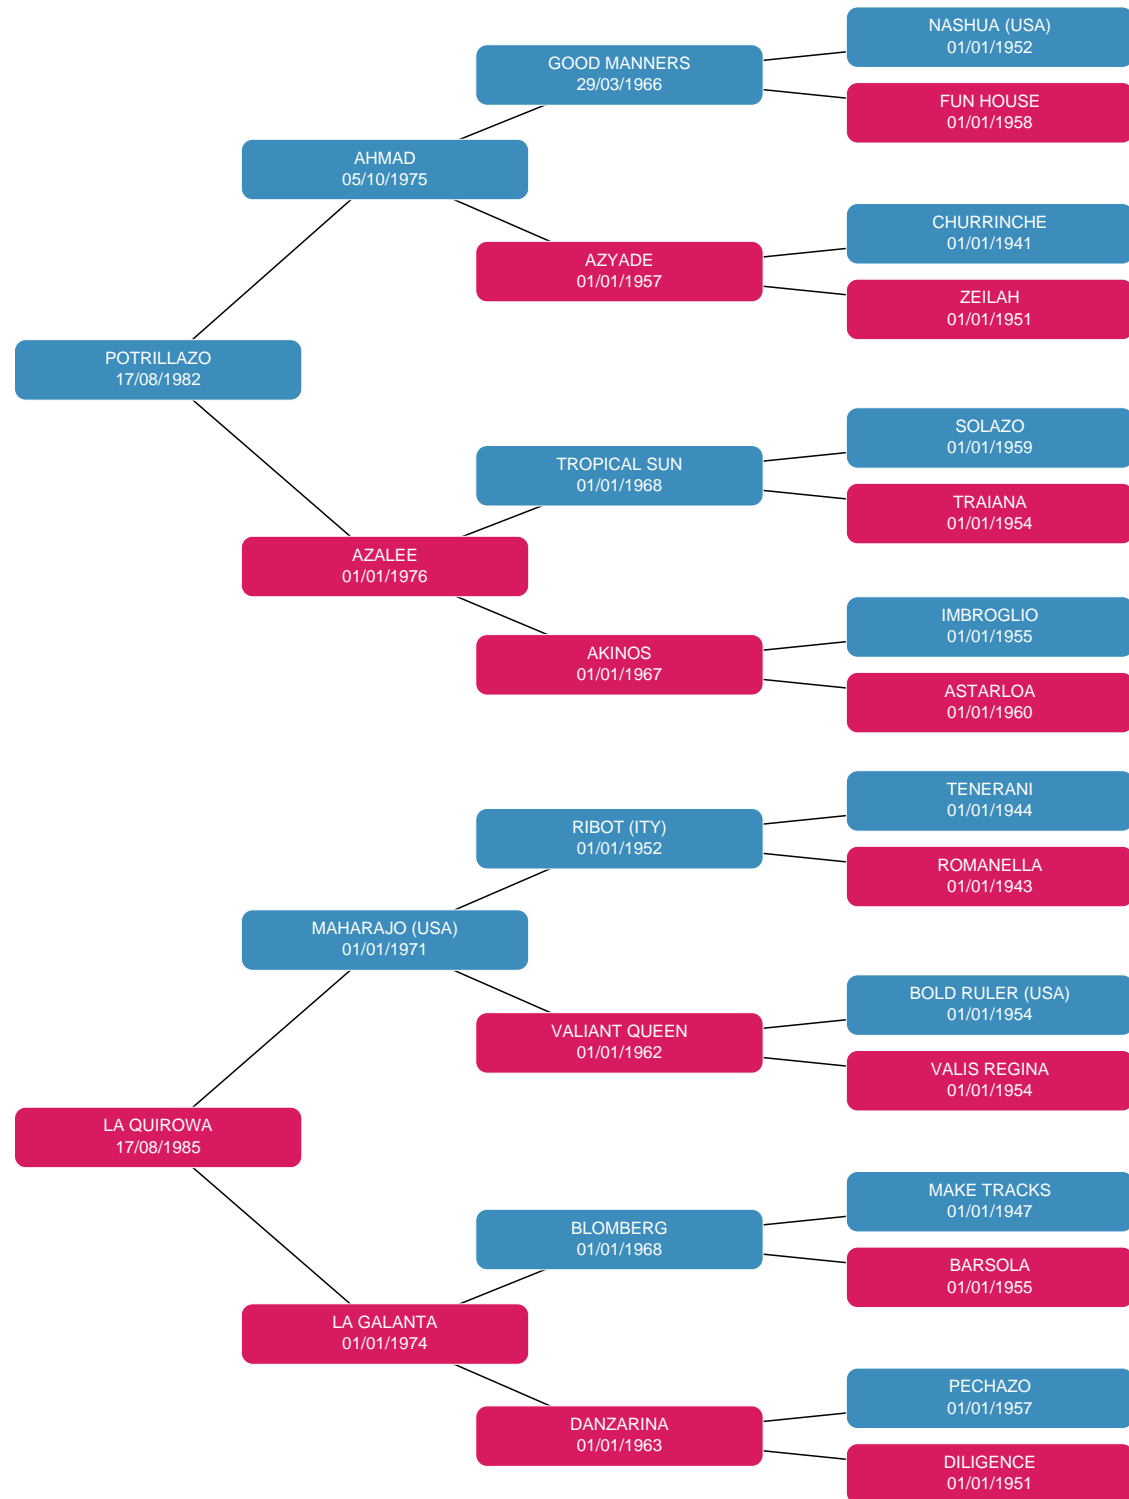 NASHUA (USA)
01/01/1952
GOOD MANNERS
29/03/1966
FUN HOUSE
01/01/1958
AHMAD
05/10/1975
CHURRINCHE
01/01/1941
AZYADE
01/01/1957
ZEILAH
01/01/1951
POTRILLAZO
17/08/1982
SOLAZO
01/01/1959
TROPICAL SUN
01/01/1968
TRAIANA
01/01/1954
AZALEE
01/01/1976
IMBROGLIO
01/01/1955
AKINOS
01/01/1967
ASTARLOA
01/01/1960
TENERANI
01/01/1944
RIBOT (ITY)
01/01/1952
ROMANELLA
01/01/1943
MAHARAJO (USA)
01/01/1971
BOLD RULER (USA)
01/01/1954
VALIANT QUEEN
01/01/1962
VALIS REGINA
01/01/1954
LA QUIROWA
17/08/1985
MAKE TRACKS
01/01/1947
BLOMBERG
01/01/1968
BARSOLA
01/01/1955
LA GALANTA
01/01/1974
PECHAZO
01/01/1957
DANZARINA
01/01/1963
DILIGENCE
01/01/1951